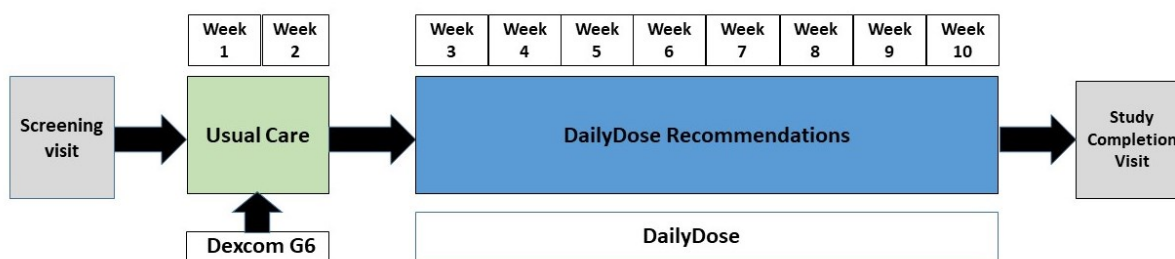 Week Week Week Week Week Week Week Week Week Week
1 2 3 4 5 6 7 8 9 10
Screening
visit
Usual Care
DailyDose Recommendations
Study
Completion
Visit
Dexcom G6
DailyDose